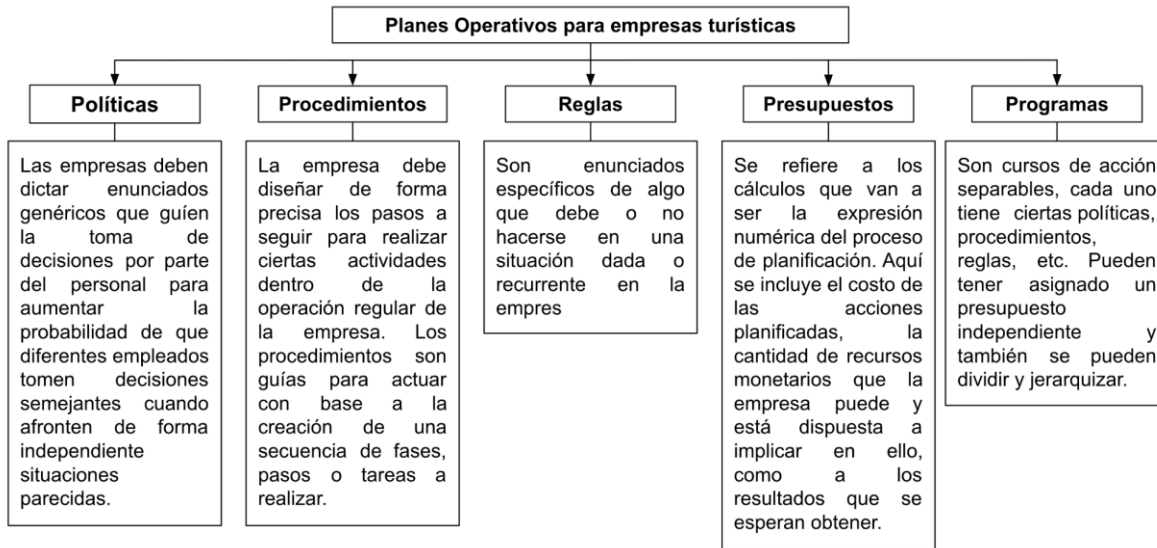 Planes Operativos para empresas turísticas
Políticas
Las empresas deben
dictar enunciados
genéricos que guíen
la toma de
decisiones por parte
del personal para
aumentar la
probabilidad de que
diferentes empleados
tomen decisiones
semejantes cuando
afronten de forma
independiente
situaciones
parecidas.
Procedimientos
La empresa debe
diseñar de forma
precisa los pasos a
seguir para realizar
ciertas actividades
dentro de la
operación regular de
la empresa. Los
procedimientos son
guías para actuar
con base a la
creación de una
secuencia de fases,
pasos o tareas a
realizar.
Reglas
Son enunciados
específicos de algo
que debe o no
hacerse en una
situación dada o
recurrente en la
empres
Presupuestos
Se refiere a los
cálculos que van a
ser la expresión
numérica del proceso
de planificación. Aquí
se incluye el costo de
las acciones
planificadas, la
cantidad de recursos
monetarios que la
empresa puede y
está dispuesta a
implicar en ello,
como a los
resultados que se
esperan obtener.
Programas
Son cursos de acción
separables, cada uno
tiene ciertas políticas,
procedimientos,
reglas, etc. Pueden
tener asignado un
presupuesto
independiente y
también se pueden
dividir y jerarquizar.